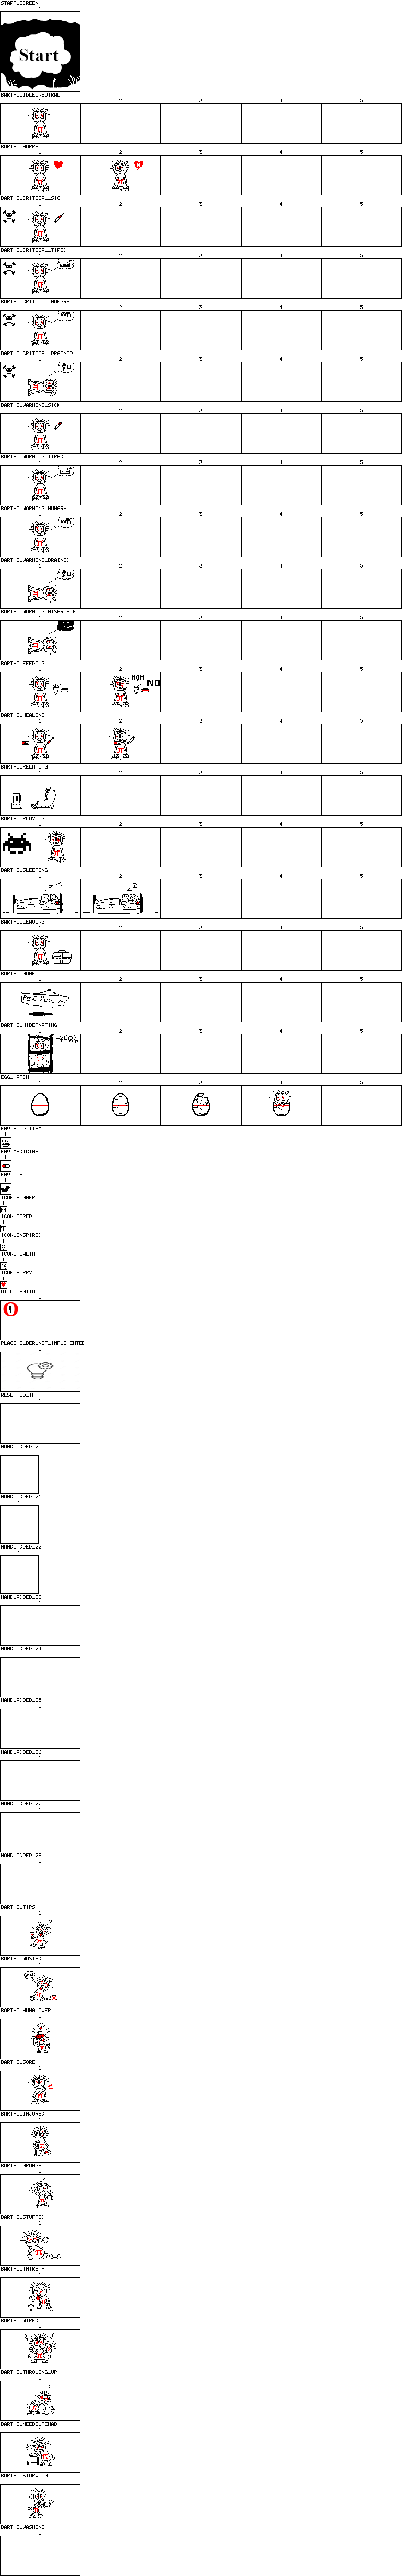 START_SCREEN
1
Start
BARTHO_IDLE_NEUTRAL
1 2 3 4 5
BARTHO_HAPPY
1 2 3 4 5
BARTHO_CRITICAL_SICK
1 2 3 4 5
BARTHO_CRITICAL_TIRED
1 2 3 4 5
BARTHO_CRITICAL_HUNGRY
1 2 3 4 5
BARTHO_CRITICAL_DRAINED
1 2 3 4 5
BARTHO_WARNING_SICK
1 2 3 4 5
BARTHO_WARNING_TIRED
1 2 3 4 5
BARTHO_WARNING_HUNGRY
1 2 3 4 5
BARTHO_WARNING_DRAINED
1 2 3 4 5
BARTHO_WARNING_MISERABLE
1 2 3 4 5
BARTHO_FEEDING
1 2 3 4 5
NOM
BARTHO_HEALING
1 2 3 4 5
BARTHO_RELAXING
1 2 3 4 5
BARTHO_PLAYING
1 2 3 4 5
BARTHO_SLEEPING
1 2 3 4 5
z Z
z Z
BARTHO_LEAVING
1 2 3 4 5
BARTHO_GONE
1 2 3 4 5
For Rent
BARTHO_HIBERNATING
1 2 3 4 5
-200°C
EGG_HATCH
1 2 3 4 5
ENV_FOOD_ITEM
1
ENV_MEDICINE
1
ENV_TOY
1
ICON_HUNGER
1
ICON_TIRED
1
ICON_INSPIRED
1
ICON_HEALTHY
1
ICON_HAPPY
1
UI_ATTENTION
1
!
PLACEHOLDER_NOT_IMPLEMENTED
1
RESERVED_1F
1
HAND_ADDED_20
1
HAND_ADDED_21
1
HAND_ADDED_22
1
HAND_ADDED_23
1
HAND_ADDED_24
1
HAND_ADDED_25
1
HAND_ADDED_26
1
HAND_ADDED_27
1
HAND_ADDED_28
1
BARTHO_TIPSY
1
BARTHO_WASTED
1
BARTHO_HUNG_OVER
1
BARTHO_SORE
1
BARTHO_INJURED
1
BARTHO_GROGGY
1
BARTHO_STUFFED
1
BARTHO_THIRSTY
1
BARTHO_WIRED
1
BARTHO_THROWING_UP
1
BARTHO_NEEDS_REHAB
1
BARTHO_STARVING
1
BARTHO_WASHING
1